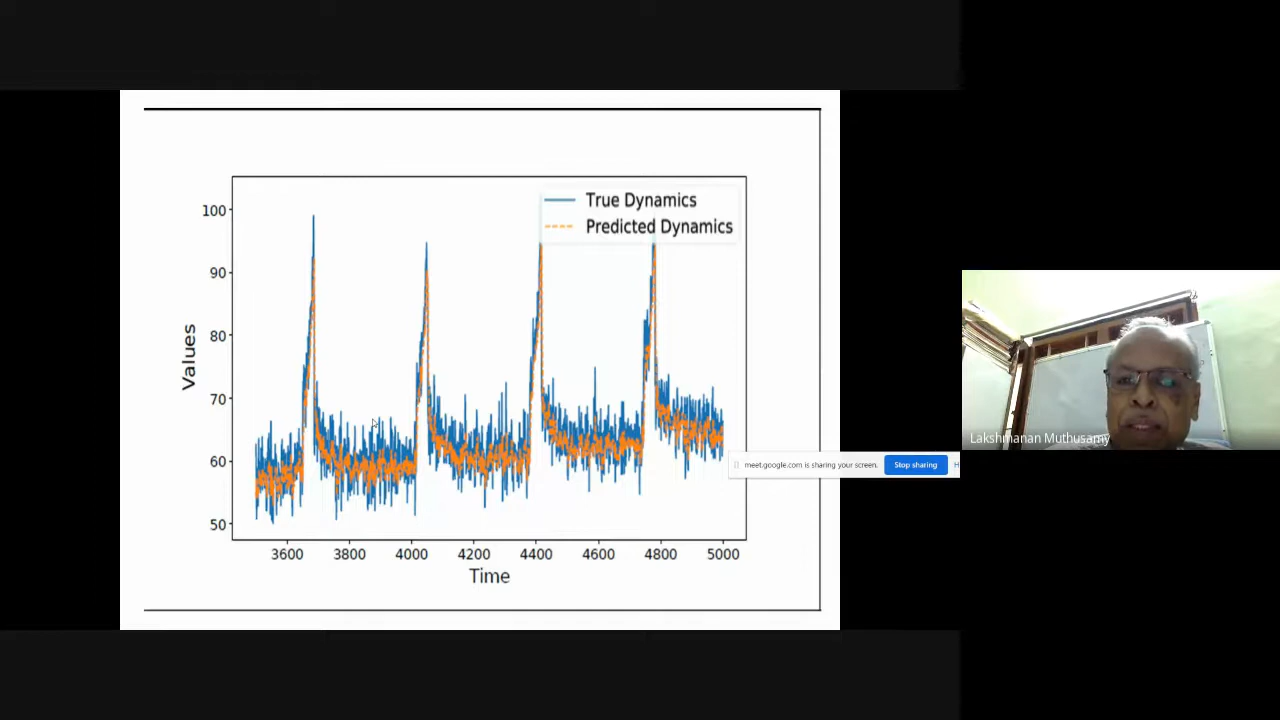 True Dynamics
Predicted Dynamics
100
90
80
70
60
50
Values
3600 3800 4000 4200 4400 4600 4800 5000
Time
meet.google.com is sharing your screen. Stop sharing H
Lakshmanan Muthusamy